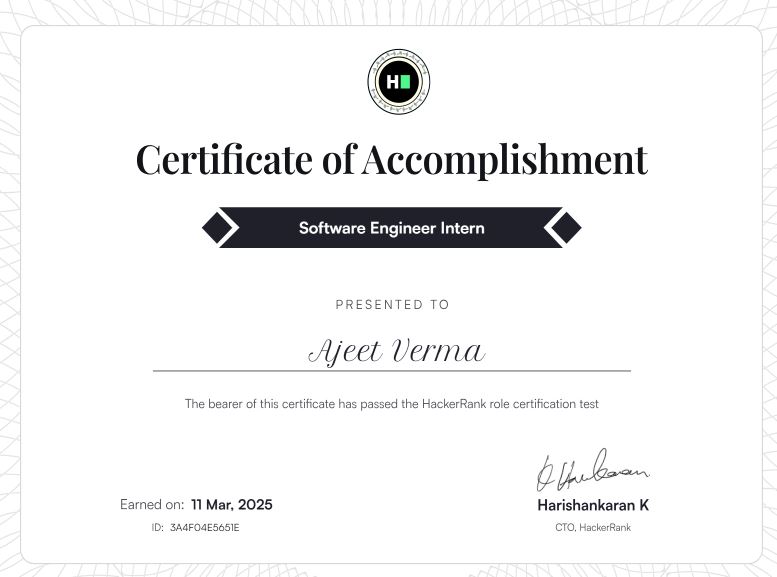 H
Certificate of Accomplishment
Software Engineer Intern
PRESENTED TO
Ajeet Verma
The bearer of this certificate has passed the HackerRank role certification test
Earned on: 11 Mar, 2025
ID: 3A4F04E5651E
Harishankaran K
CTO, HackerRank